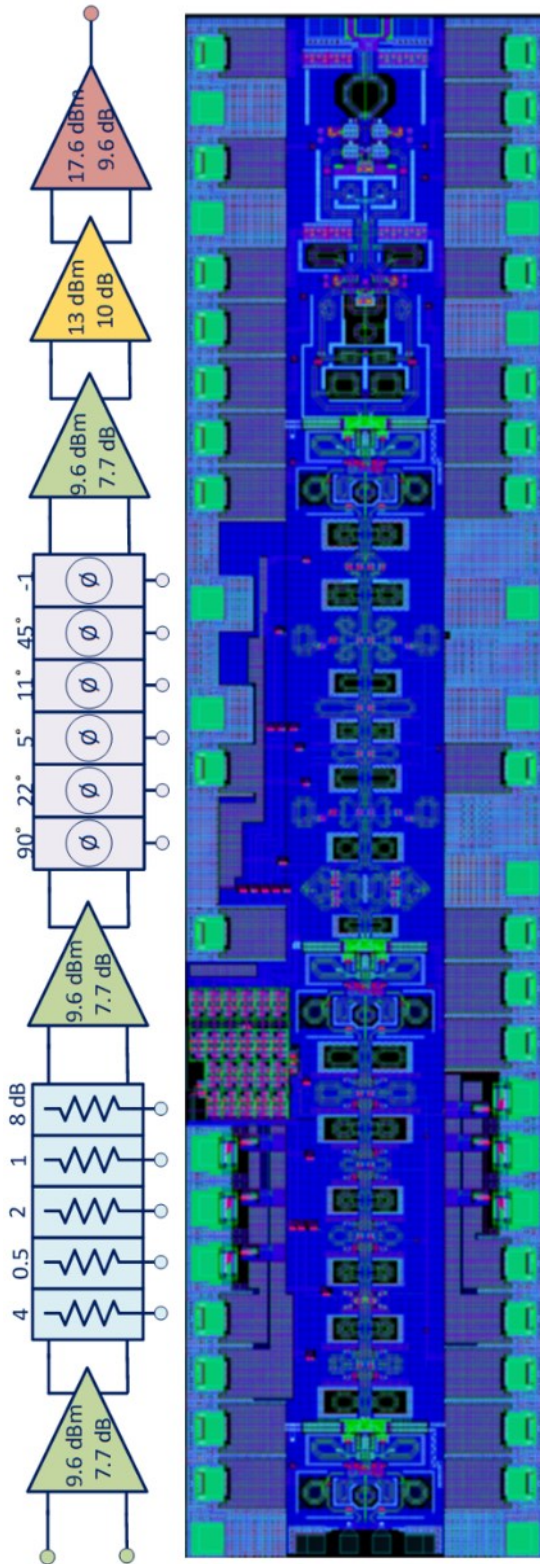 9.6 dBm
7.7 dB
4
0.5
2
1
8 dB
9.6 dBm
7.7 dB
90°
22°
5°
11°
45°
-1
Ø
Ø
Ø
Ø
Ø
Ø
9.6 dBm
7.7 dB
13 dBm
10 dB
17.6 dBm
9.6 dB